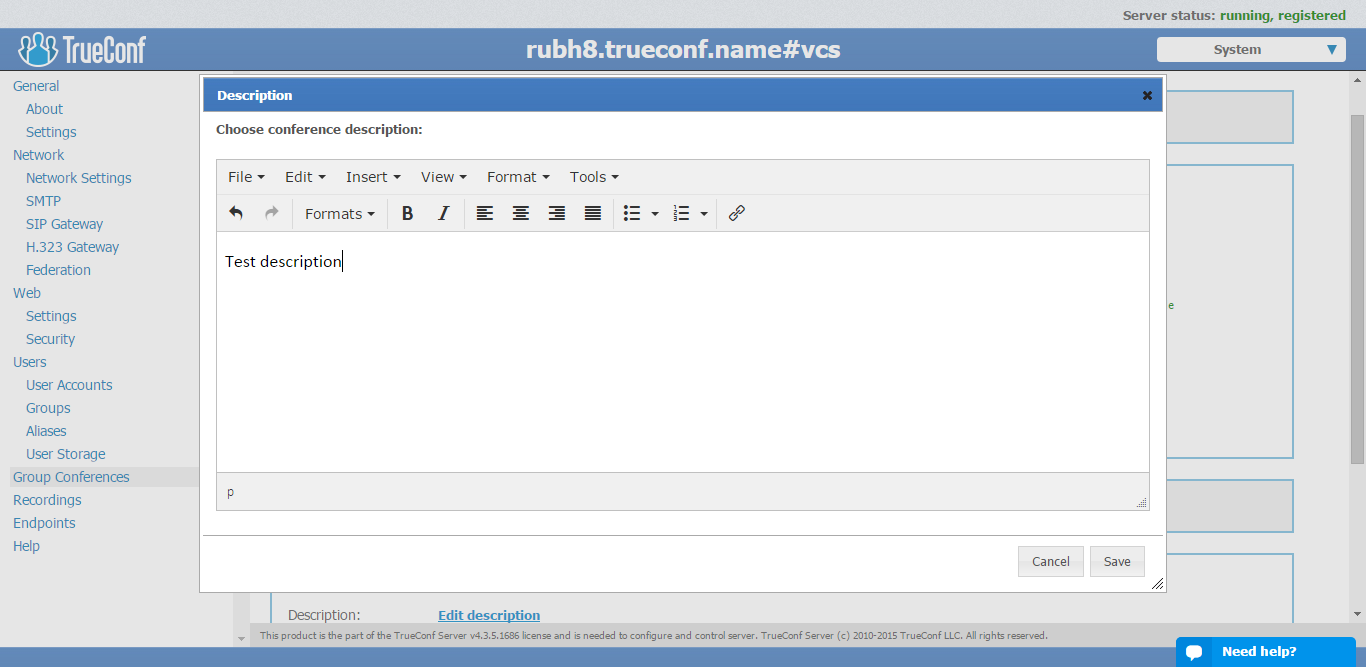 Server status: running, registered
TrueConf
rubh8.trueconf.name#vcs
System
General
About
Settings
Network
Network Settings
SMTP
SIP Gateway
H.323 Gateway
Federation
Web
Settings
Security
Users
User Accounts
Groups
Aliases
User Storage
Group Conferences
Recordings
Endpoints
Help
Description
Choose conference description:
File Edit Insert View Format Tools
Formats B I
Test description
p
e
Cancel Save
Description: Edit description
This product is the part of the TrueConf Server v4.3.5.1686 license and is needed to configure and control server. TrueConf Server (c) 2010-2015 TrueConf LLC. All rights reserved.
Need help?